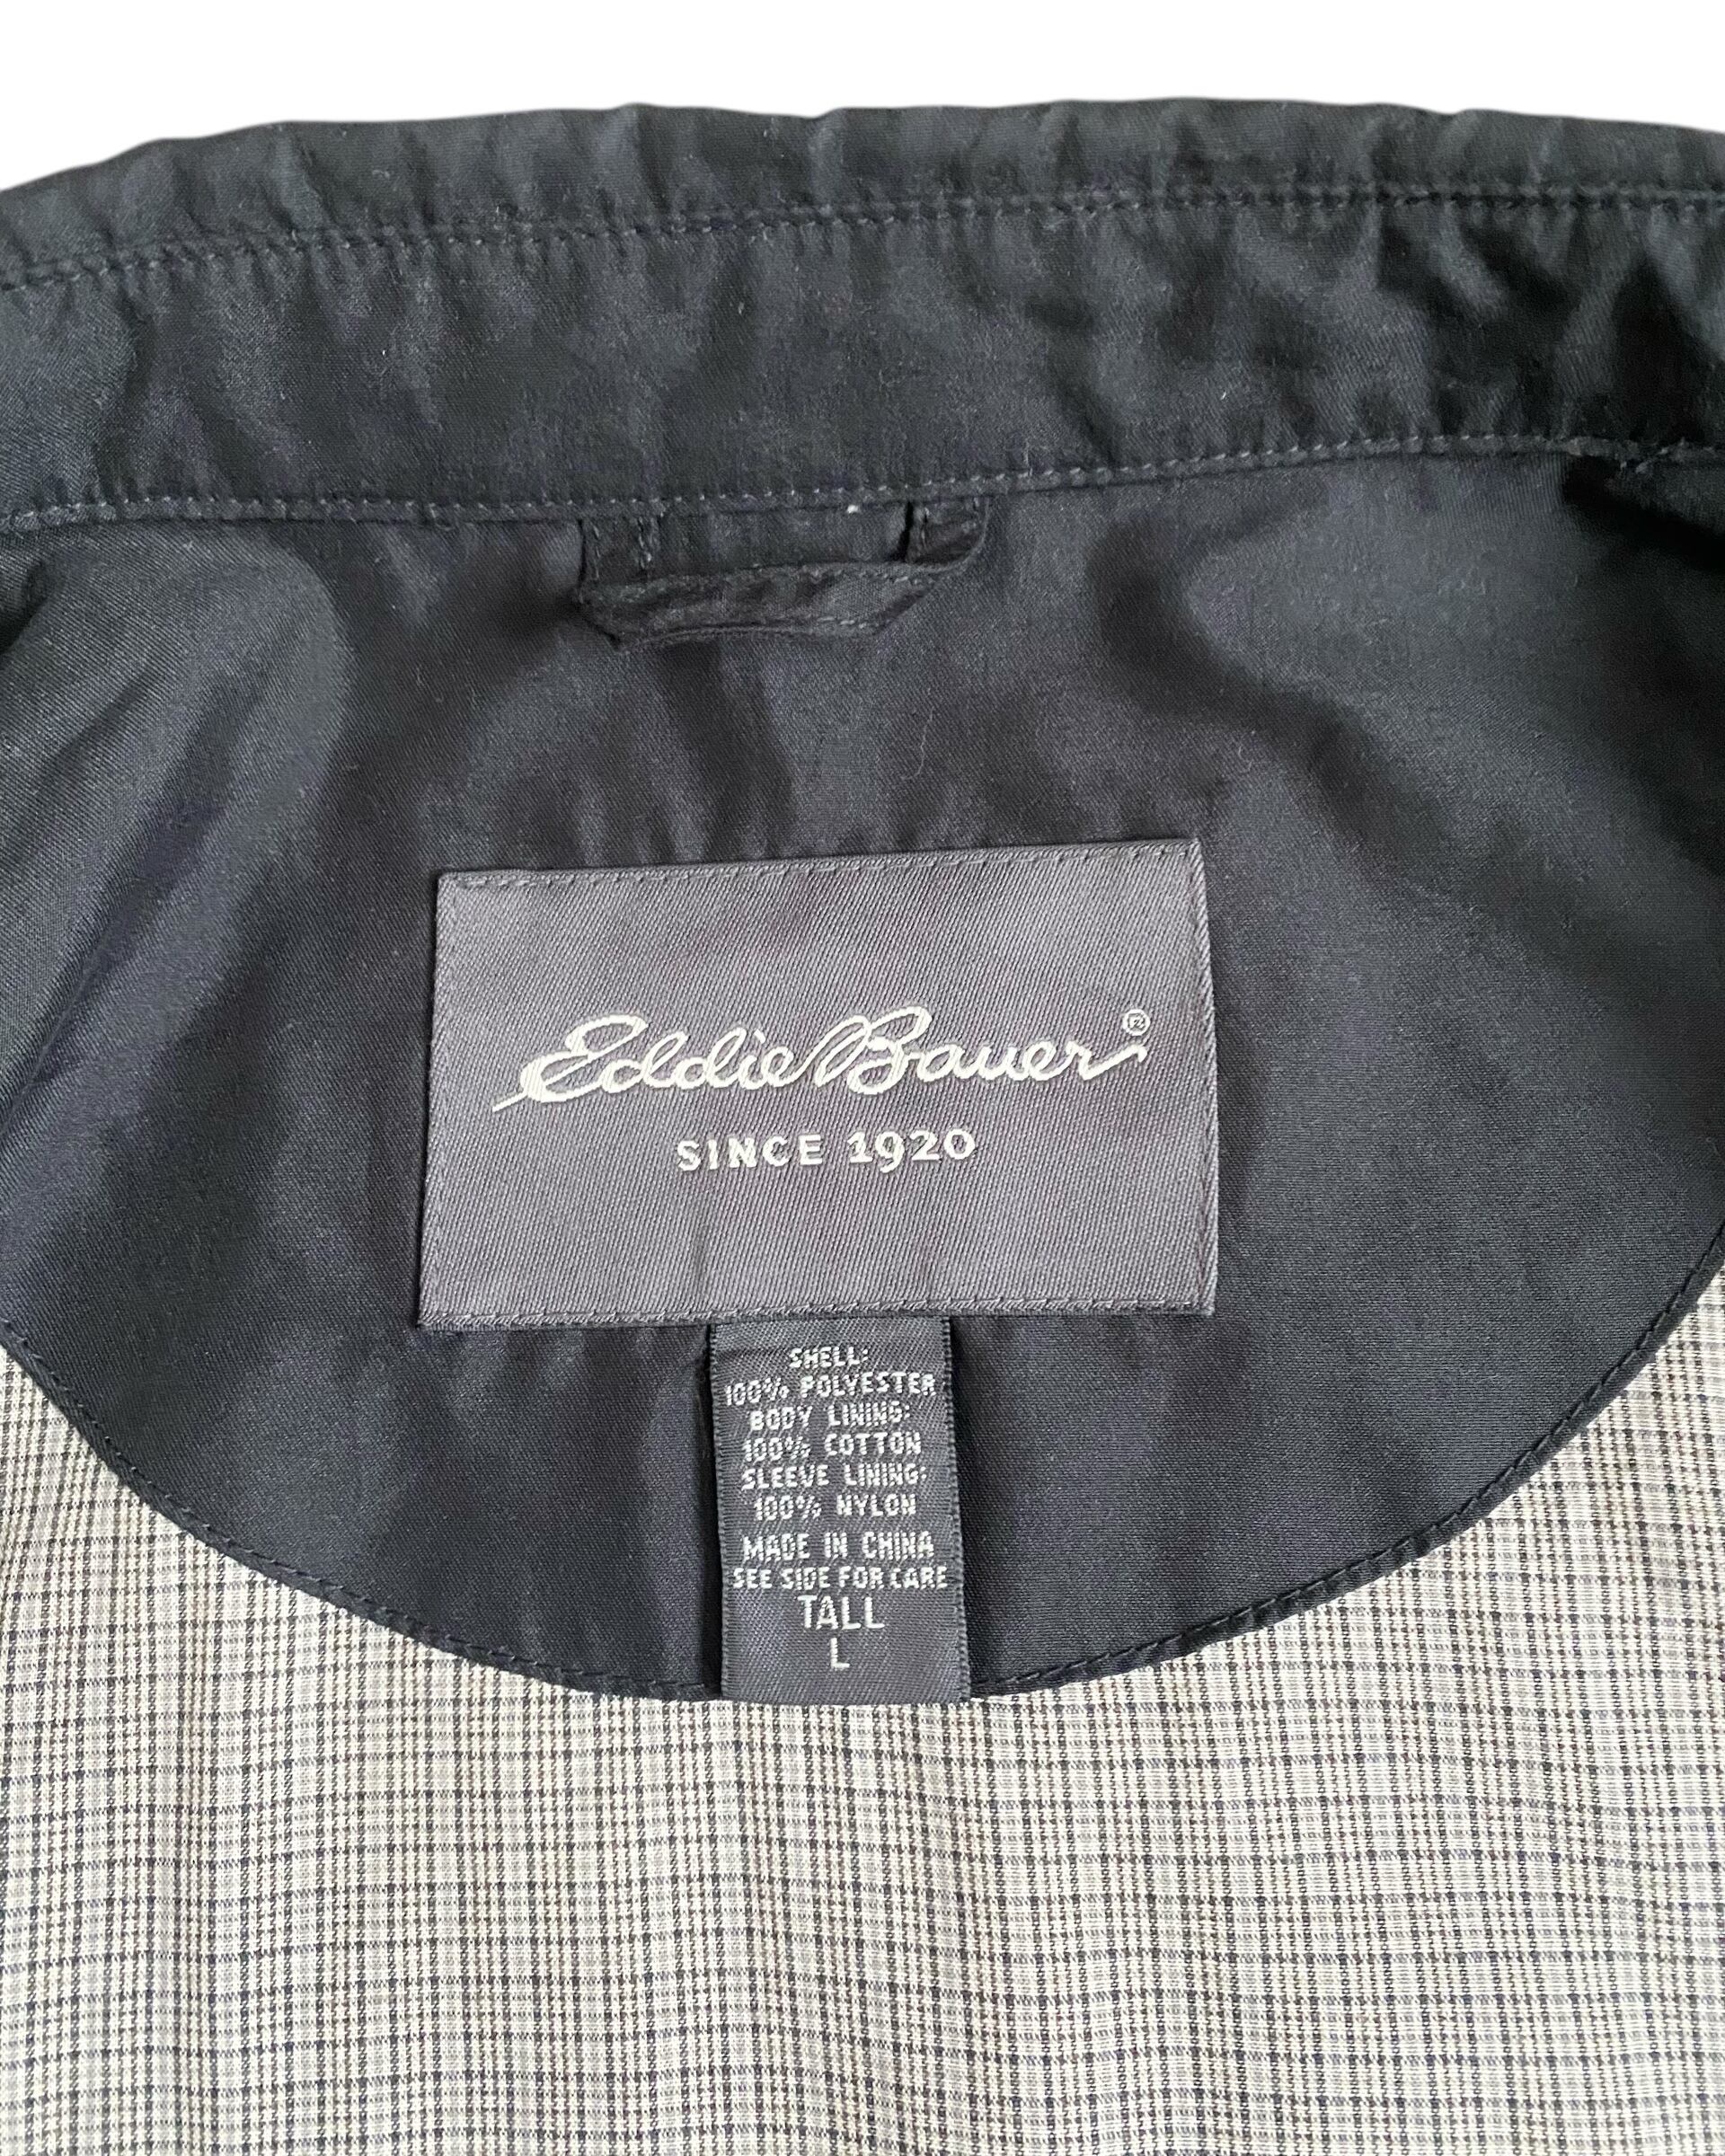 Eddie Bauer®
SINCE 1920
SHELL:
100% POLYESTER
BODY LINING:
100% COTTON
SLEEVE LINING:
100% NYLON
MADE IN CHINA
SEE SIDE FOR CARE
TALL
L